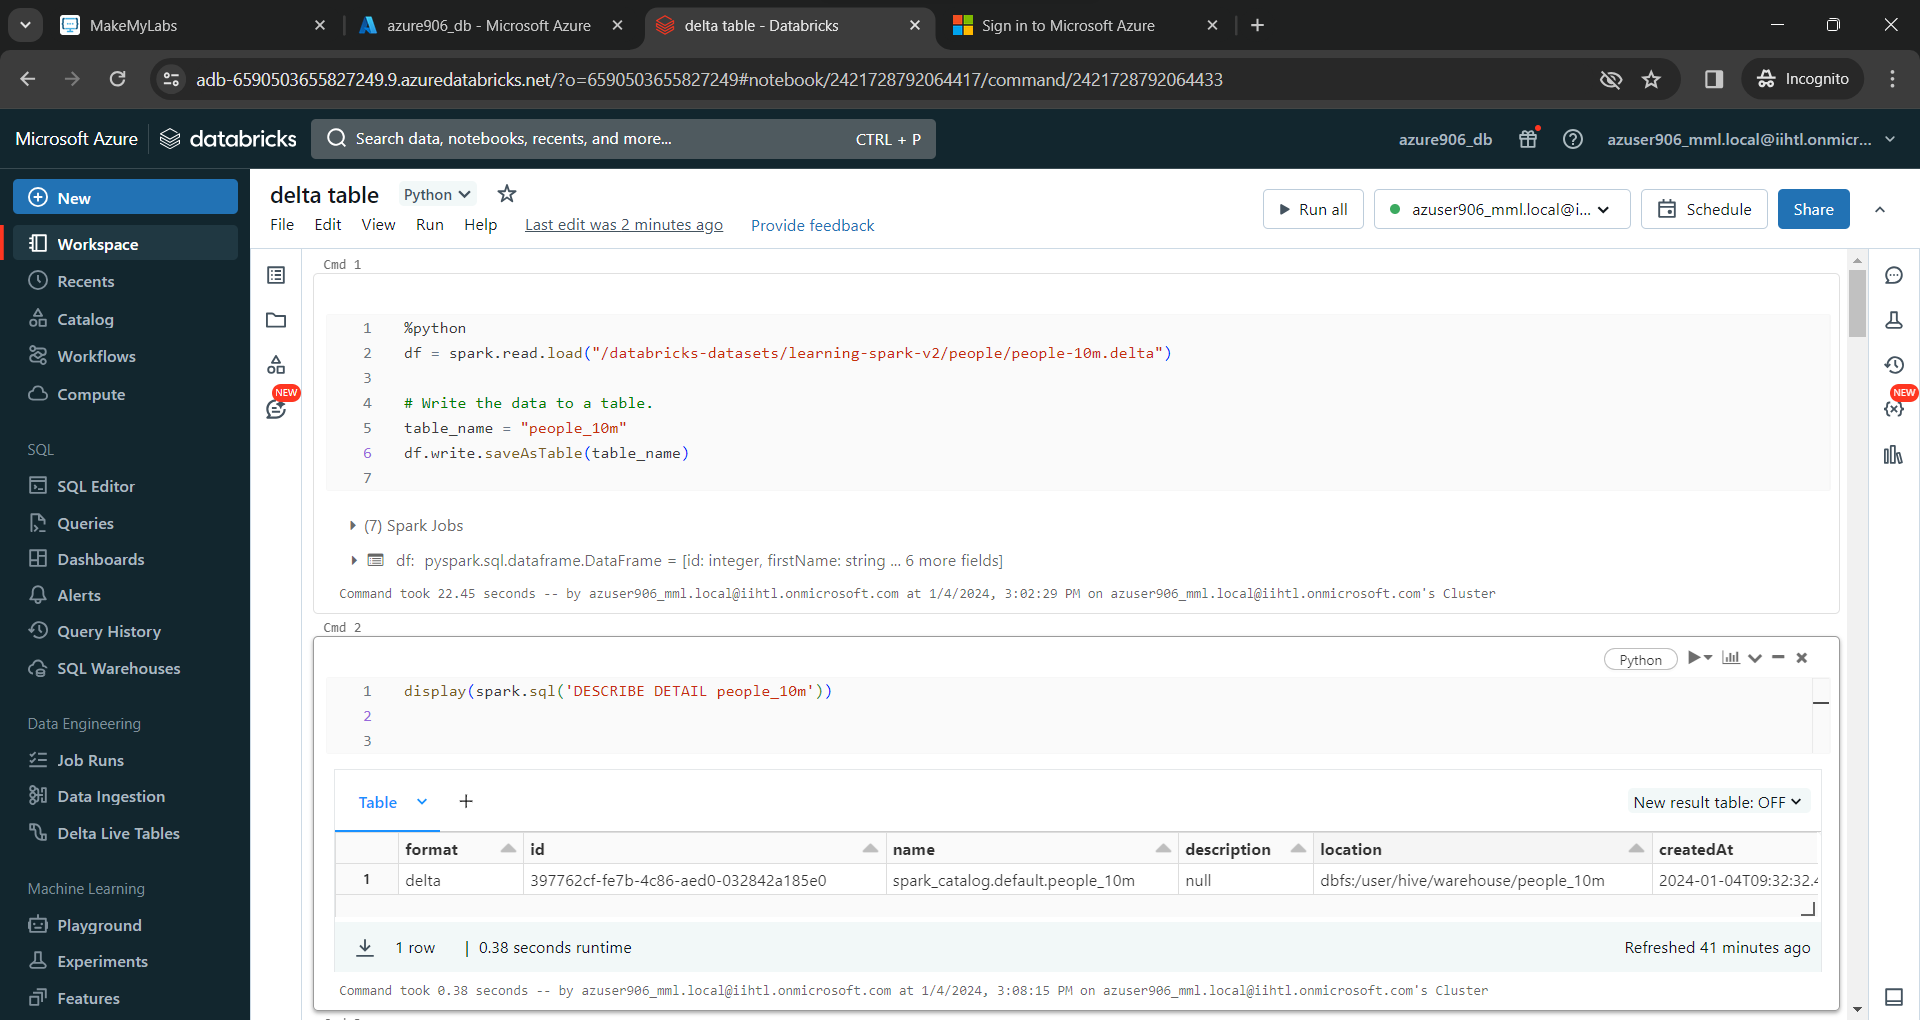 MakeMyLabs
azure906_db - Microsoft Azure
delta table - Databricks
Sign in to Microsoft Azure
adb-6590503655827249.9.azuredatabricks.net/?o=6590503655827249#notebook/2421728792064417/command/2421728792064433
Incognito
Microsoft Azure
databricks
Search data, notebooks, recents, and more...
CTRL + P
azure906_db
azuser906_mml.local@iihtl.onmicr...
New
Workspace
Recents
Catalog
Workflows
Compute
SQL
SQL Editor
Queries
Dashboards
Alerts
Query History
SQL Warehouses
Data Engineering
Job Runs
Data Ingestion
Delta Live Tables
Machine Learning
Playground
Experiments
Features
delta table
Python
File Edit View Run Help Last edit was 2 minutes ago Provide feedback
Run all
azuser906_mml.local@i...
Schedule
Share
NEW
NEW
Cmd 1
1 %python
2 df = spark.read.load("/databricks-datasets/learning-spark-v2/people/people-10m.delta")
3
4 # Write the data to a table.
5 table_name = "people_10m"
6 df.write.saveAsTable(table_name)
7
(7) Spark Jobs
df: pyspark.sql.dataframe.DataFrame = [id: integer, firstName: string ... 6 more fields]
Command took 22.45 seconds -- by azuser906_mml.local@iihtl.onmicrosoft.com at 1/4/2024, 3:02:29 PM on azuser906_mml.local@iihtl.onmicrosoft.com's Cluster
Cmd 2
Python
1 display(spark.sql('DESCRIBE DETAIL people_10m'))
2
3
Table
New result table: OFF
format id name description location createdAt
1 delta 397762cf-fe7b-4c86-aed0-032842a185e0 spark_catalog.default.people_10m null dbfs:/user/hive/warehouse/people_10m 2024-01-04T09:32:32.4
1 row | 0.38 seconds runtime
Refreshed 41 minutes ago
Command took 0.38 seconds -- by azuser906_mml.local@iihtl.onmicrosoft.com at 1/4/2024, 3:08:15 PM on azuser906_mml.local@iihtl.onmicrosoft.com's Cluster